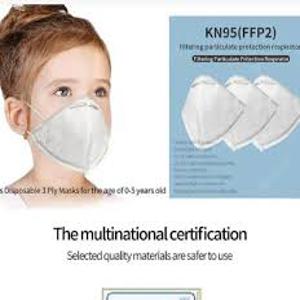 KN95(FFP2)
Filtering particulate protection respirator
Filtering Particulate Protection Respirator
s Disposable 3 Ply Masks for the age of 0-3 years old
The multinational certification
Selected quality materials are safer to use